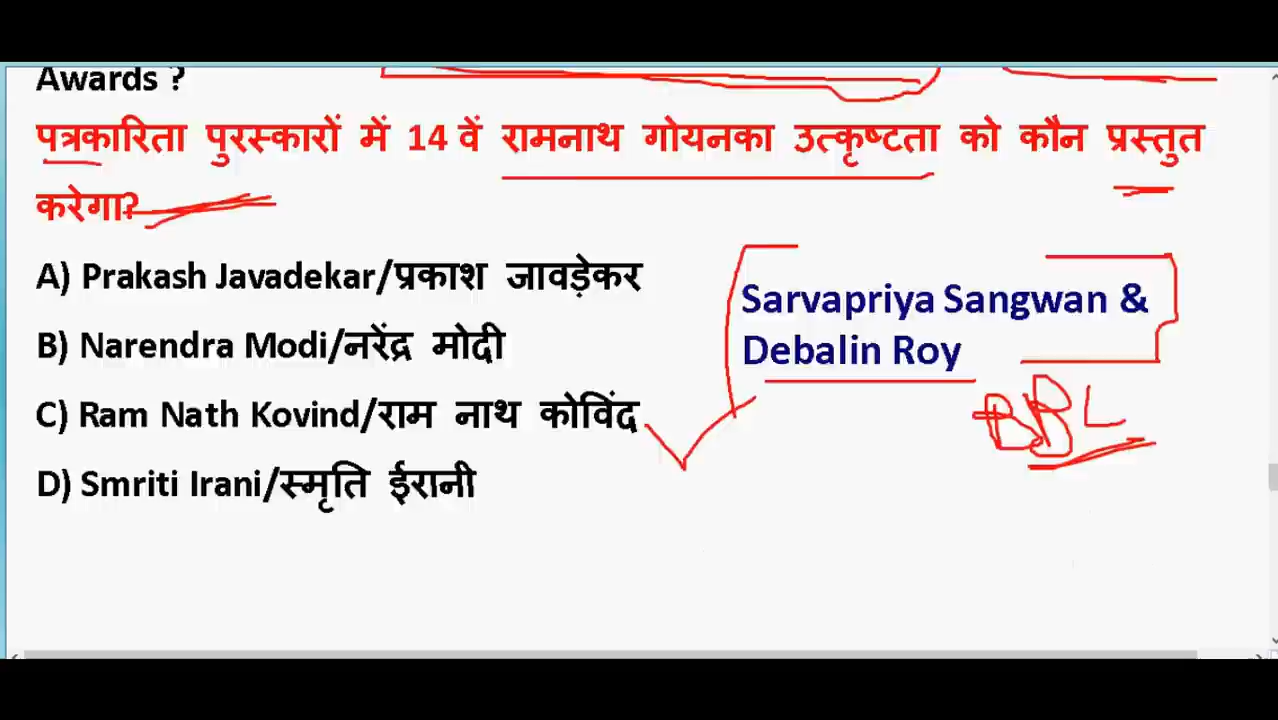 Awards ?
पत्रकारिता पुरस्कारों में 14 वें रामनाथ गोयनका उत्कृष्टता को कौन प्रस्तुत
करेगा?
A) Prakash Javadekar/प्रकाश जावड़ेकर
B) Narendra Modi/नरेंद्र मोदी
C) Ram Nath Kovind/राम नाथ कोविंद
D) Smriti Irani/स्मृति ईरानी
Sarvapriya Sangwan &
Debalin Roy